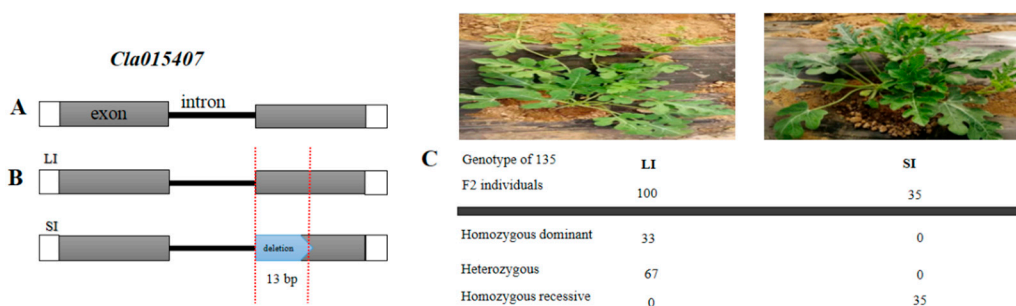 Cla015407
A
exon
intron
B
LI
SI
deletion
13 bp
C
Genotype of 135 LI SI
F2 individuals 100 35
Homozygous dominant 33 0
Heterozygous 67 0
Homozygous recessive 0 35